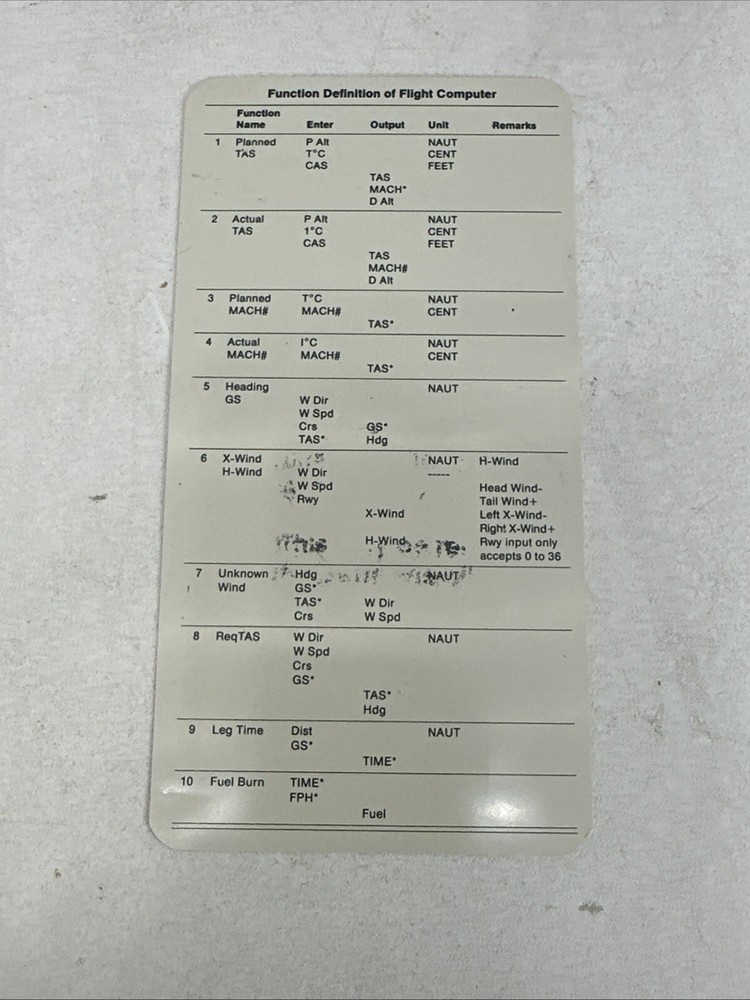 Function Definition of Flight Computer
Function
Name Enter Output Unit Remarks
1 Planned P Alt NAUT
TAS T°C CENT
CAS FEET
TAS
MACH*
D Alt
2 Actual P Alt NAUT
TAS 1°C CENT
CAS FEET
TAS
MACH#
D Alt
3 Planned T°C NAUT
MACH# MACH# CENT
TAS*
4 Actual I°C NAUT
MACH# MACH# CENT
TAS*
5 Heading NAUT
GS W Dir
W Spd
Crs GS*
TAS* Hdg
6 X-Wind NAUT H-Wind
H-Wind W Dir -----
W Spd Head Wind-
Rwy Tail Wind+
X-Wind Left X-Wind-
Right X-Wind+
This H-Wind Rwy input only
accepts 0 to 36
7 Unknown Hdg NAUT
Wind GS*
TAS* W Dir
Crs W Spd
8 ReqTAS W Dir NAUT
W Spd
Crs
GS*
TAS*
Hdg
9 Leg Time Dist NAUT
GS*
TIME*
10 Fuel Burn TIME*
FPH*
Fuel